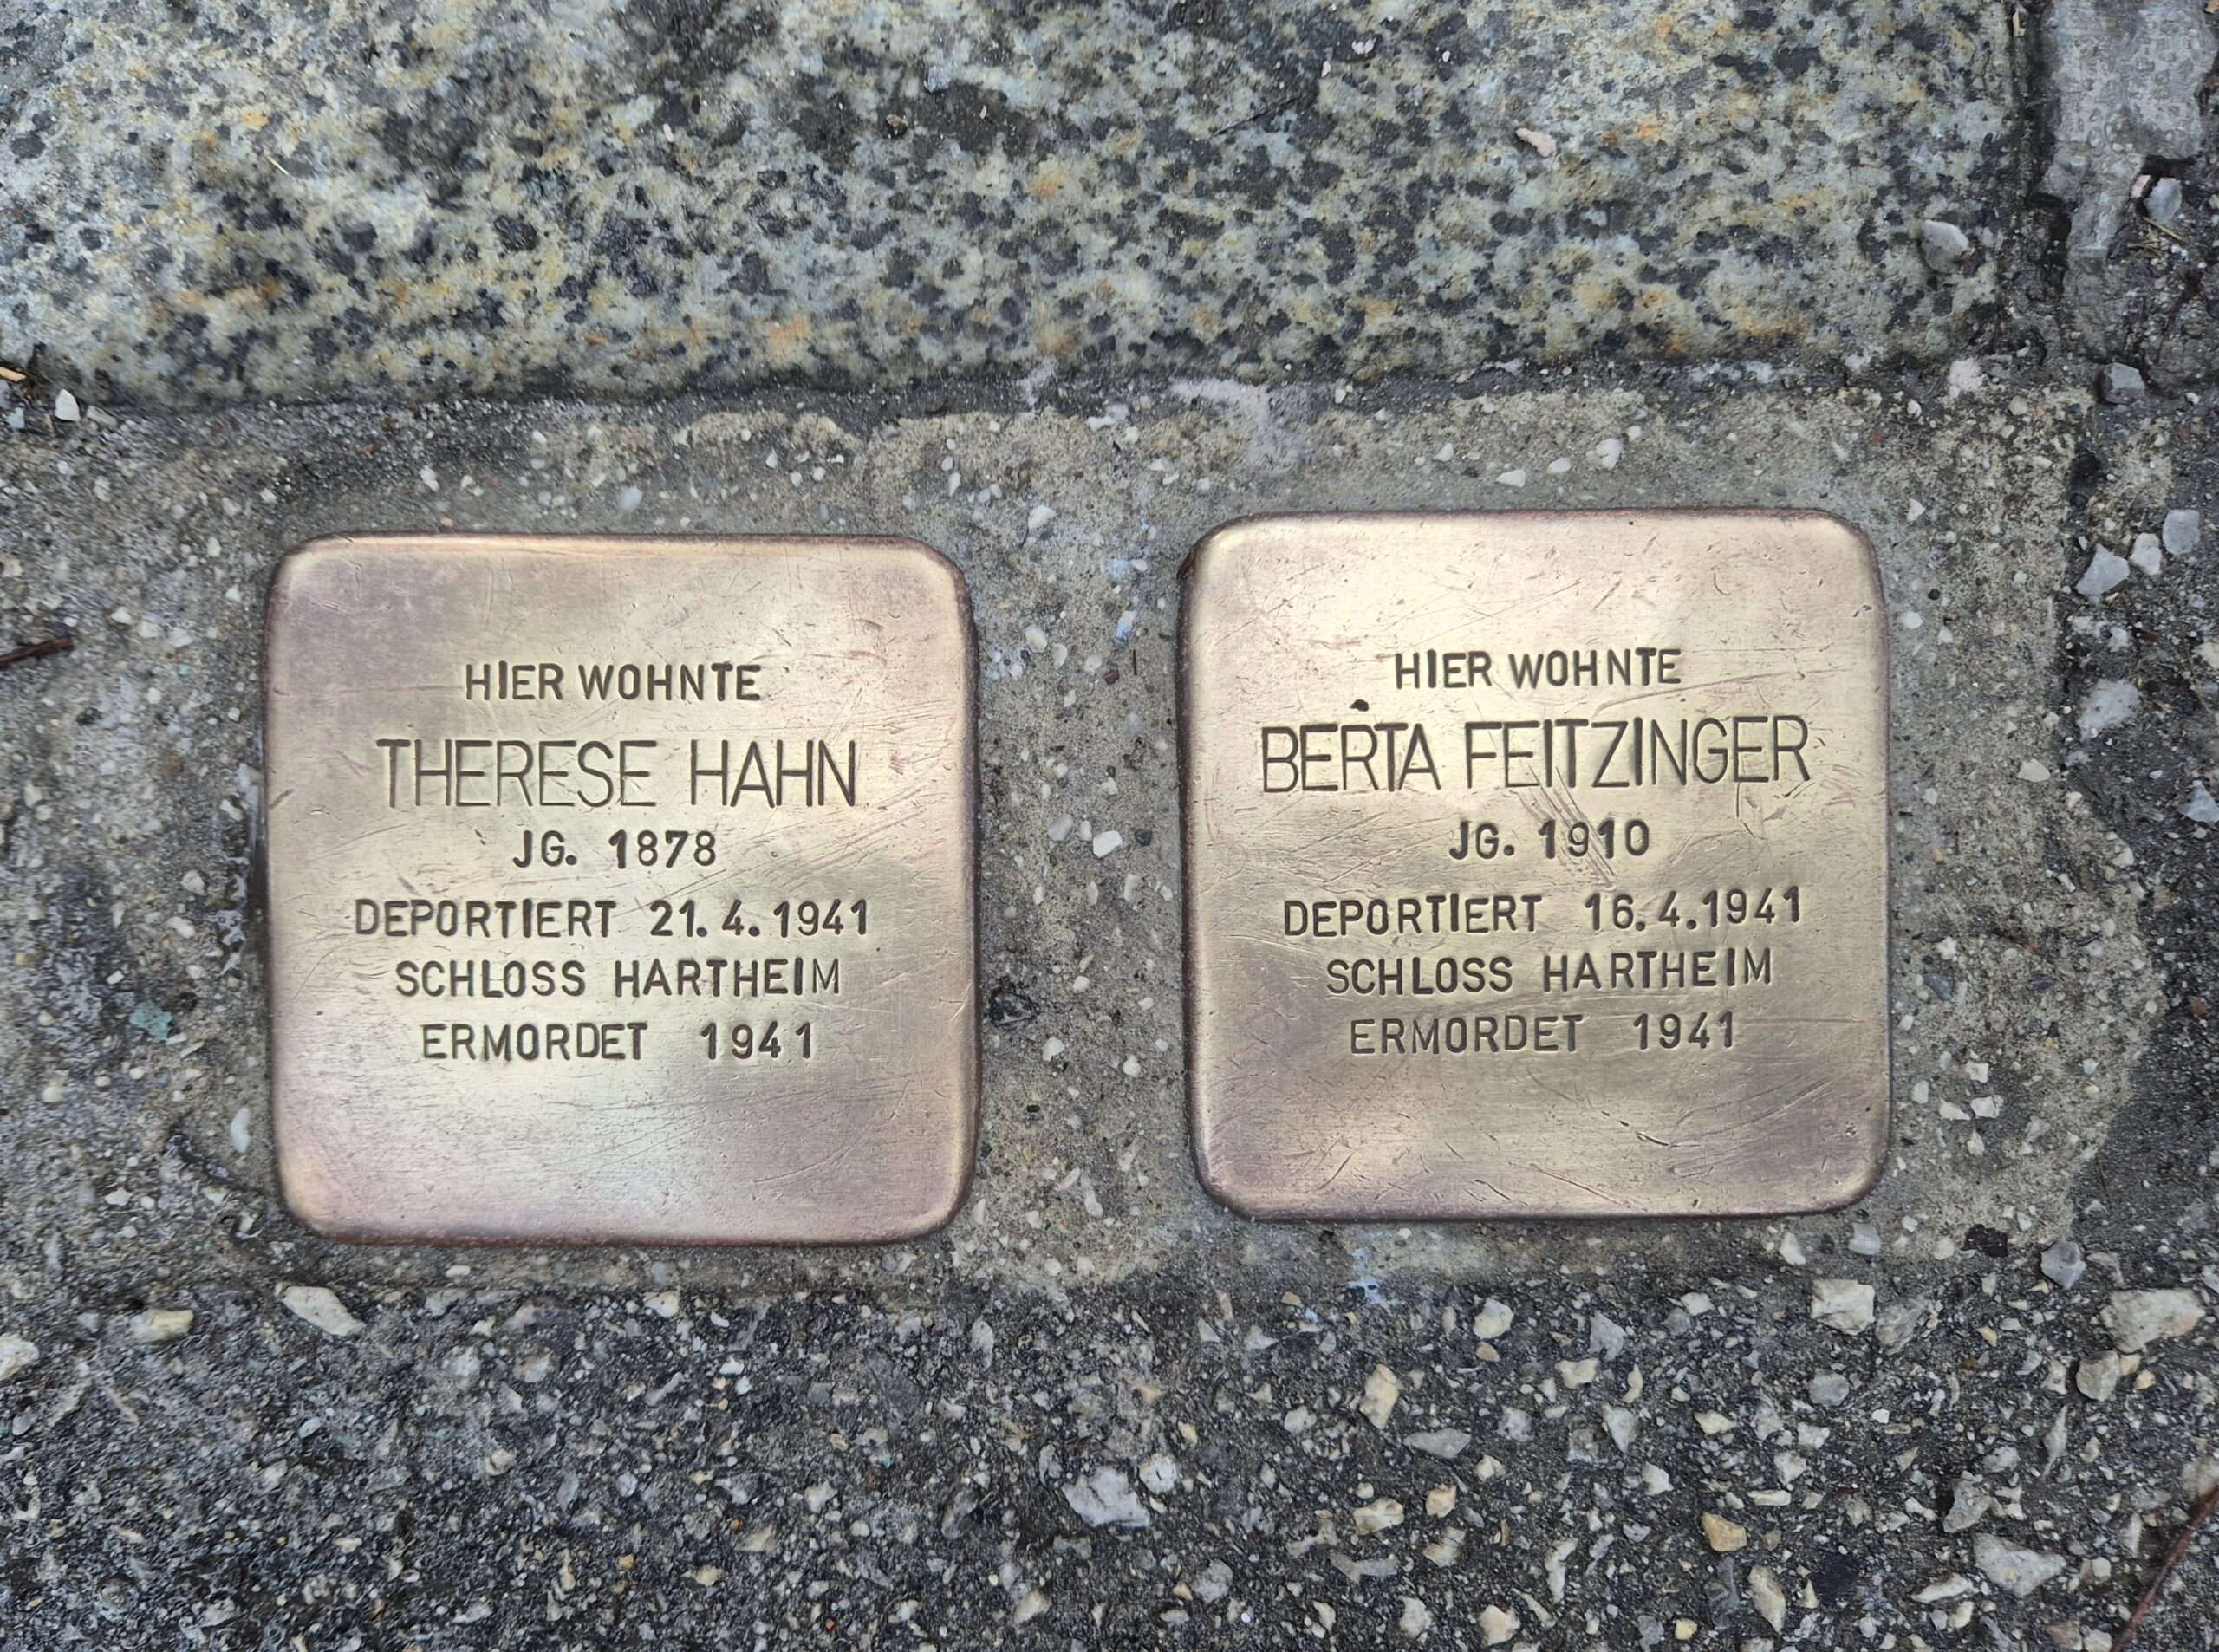 HIER WOHNTE
THERESE HAHN
JG. 1878
DEPORTIERT 21.4.1941
SCHLOSS HARTHEIM
ERMORDET 1941
HIER WOHNTE
BERTA FEITZINGER
JG. 1910
DEPORTIERT 16.4.1941
SCHLOSS HARTHEIM
ERMORDET 1941